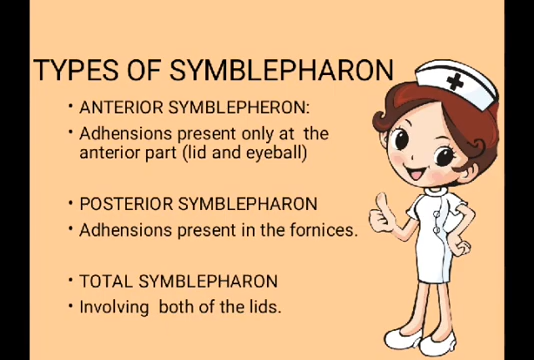 TYPES OF SYMBLEPHARON
• ANTERIOR SYMBLEPHERON:
• Adhensions present only at the
anterior part (lid and eyeball)
• POSTERIOR SYMBLEPHARON
• Adhensions present in the fornices.
• TOTAL SYMBLEPHARON
• Involving both of the lids.